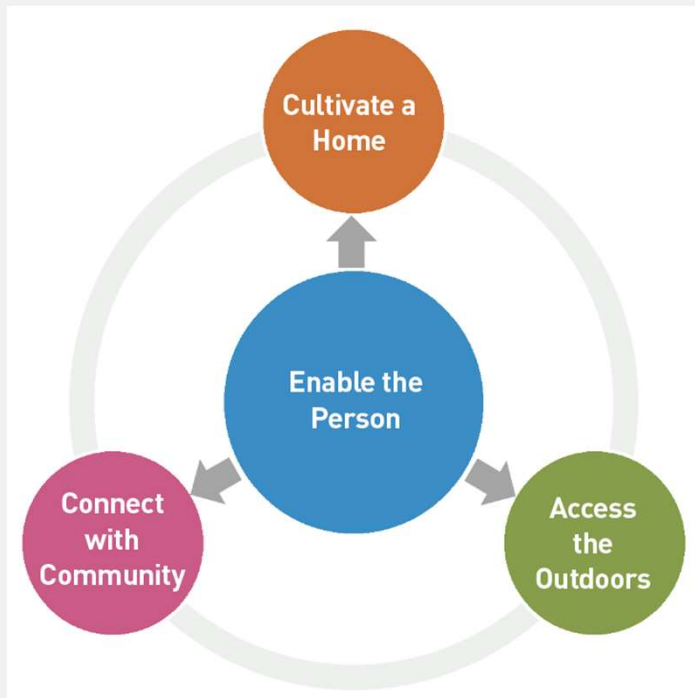 Cultivate a
Home
Enable the
Person
Connect
with
Community
Access
the
Outdoors